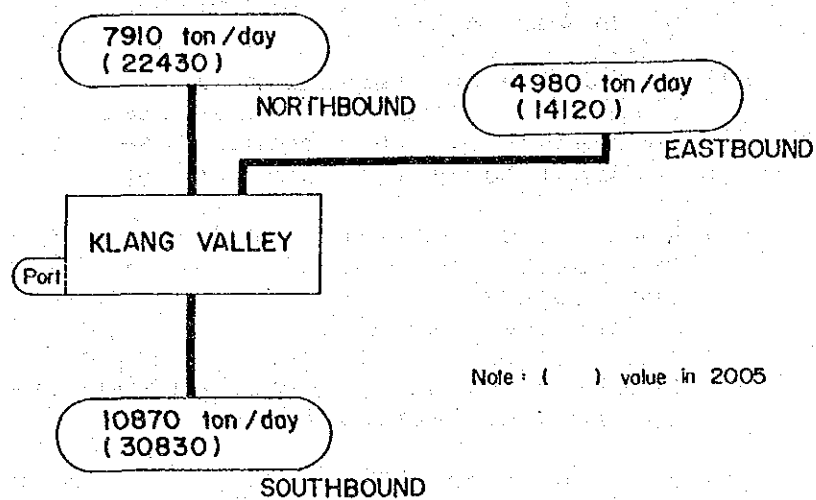 7910 ton/day
(22430)
NORTHBOUND
4980 ton/day
(14120)
EASTBOUND
KLANG VALLEY
Port
Note : (    ) value in 2005
10870 ton/day
(30830)
SOUTHBOUND